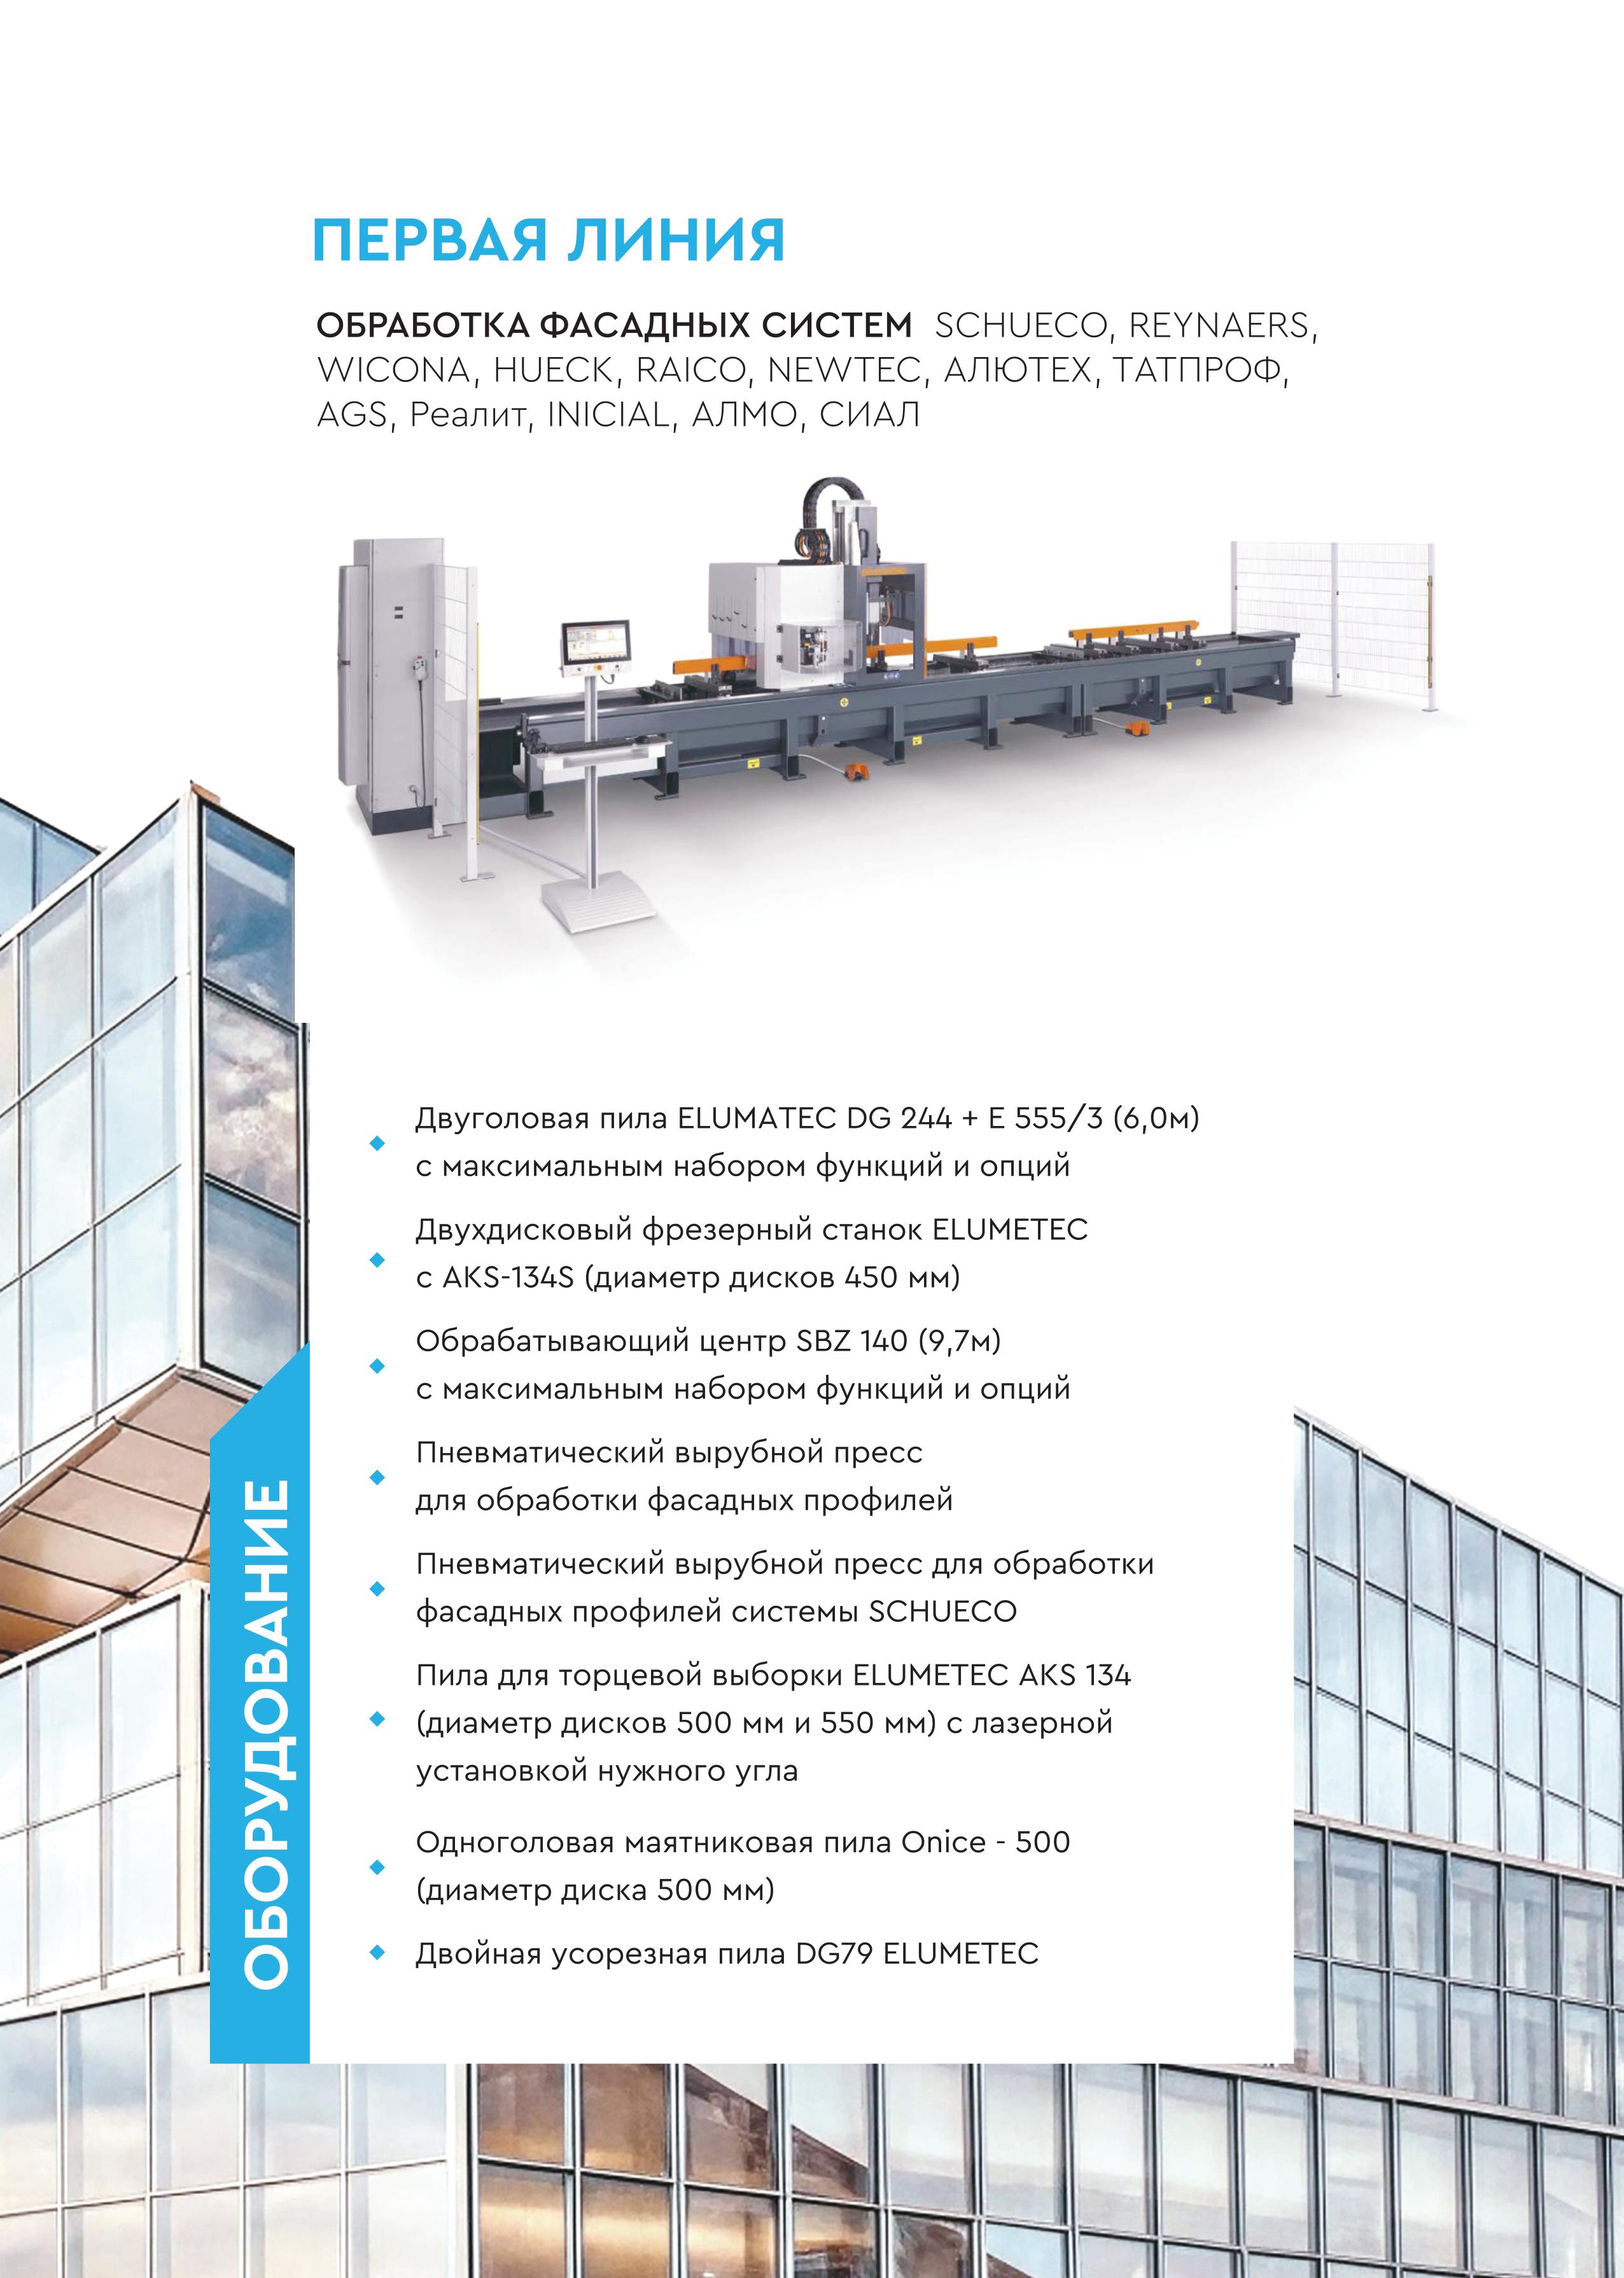 ПЕРВАЯ ЛИНИЯ
ОБРАБОТКА ФАСАДНЫХ СИСТЕМ SCHUECO, REYNAERS,
WICONA, HUECK, RAICO, NEWTEC, АЛЮТЕХ, ТАТПРОФ,
AGS, Реалит, INICIAL, АЛМО, СИАЛ
elumatec
ОБОРУДОВАНИЕ
Двуголовая пила ELUMATEC DG 244 + E 555/3 (6,0м)
с максимальным набором функций и опций
Двухдисковый фрезерный станок ELUMETEC
с AKS-134S (диаметр дисков 450 мм)
Обрабатывающий центр SBZ 140 (9,7м)
с максимальным набором функций и опций
Пневматический вырубной пресс
для обработки фасадных профилей
Пневматический вырубной пресс для обработки
фасадных профилей системы SCHUECO
Пила для торцевой выборки ELUMETEC AKS 134
(диаметр дисков 500 мм и 550 мм) с лазерной
установкой нужного угла
Одноголовая маятниковая пила Onice - 500
(диаметр диска 500 мм)
Двойная усорезная пила DG79 ELUMETEC